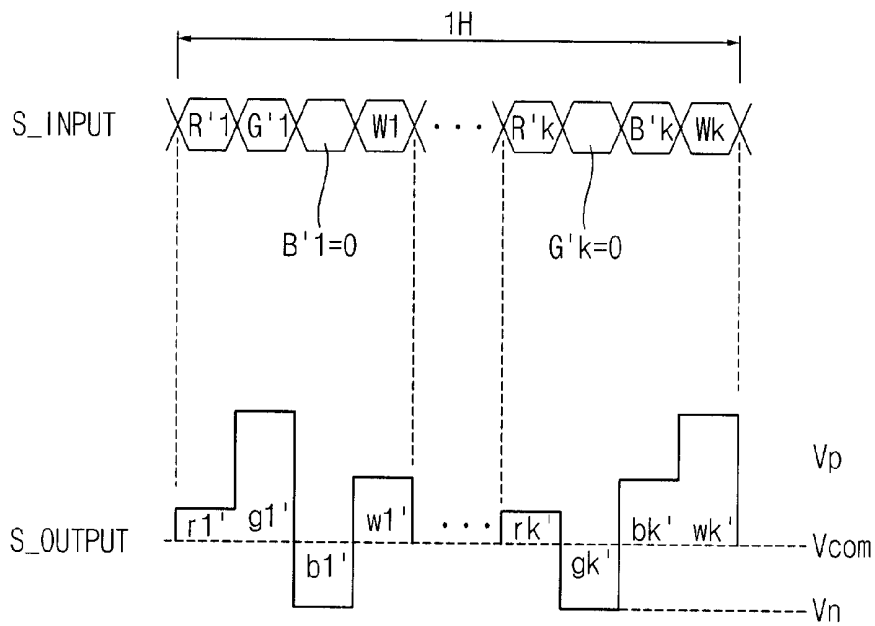 1H
S_INPUT R'1 G'1 W1 · · · R'k B'k Wk
B'1=0 G'k=0
Vp
S_OUTPUT r1' g1' b1' w1' · · · rk' gk' bk' wk' Vcom
Vn